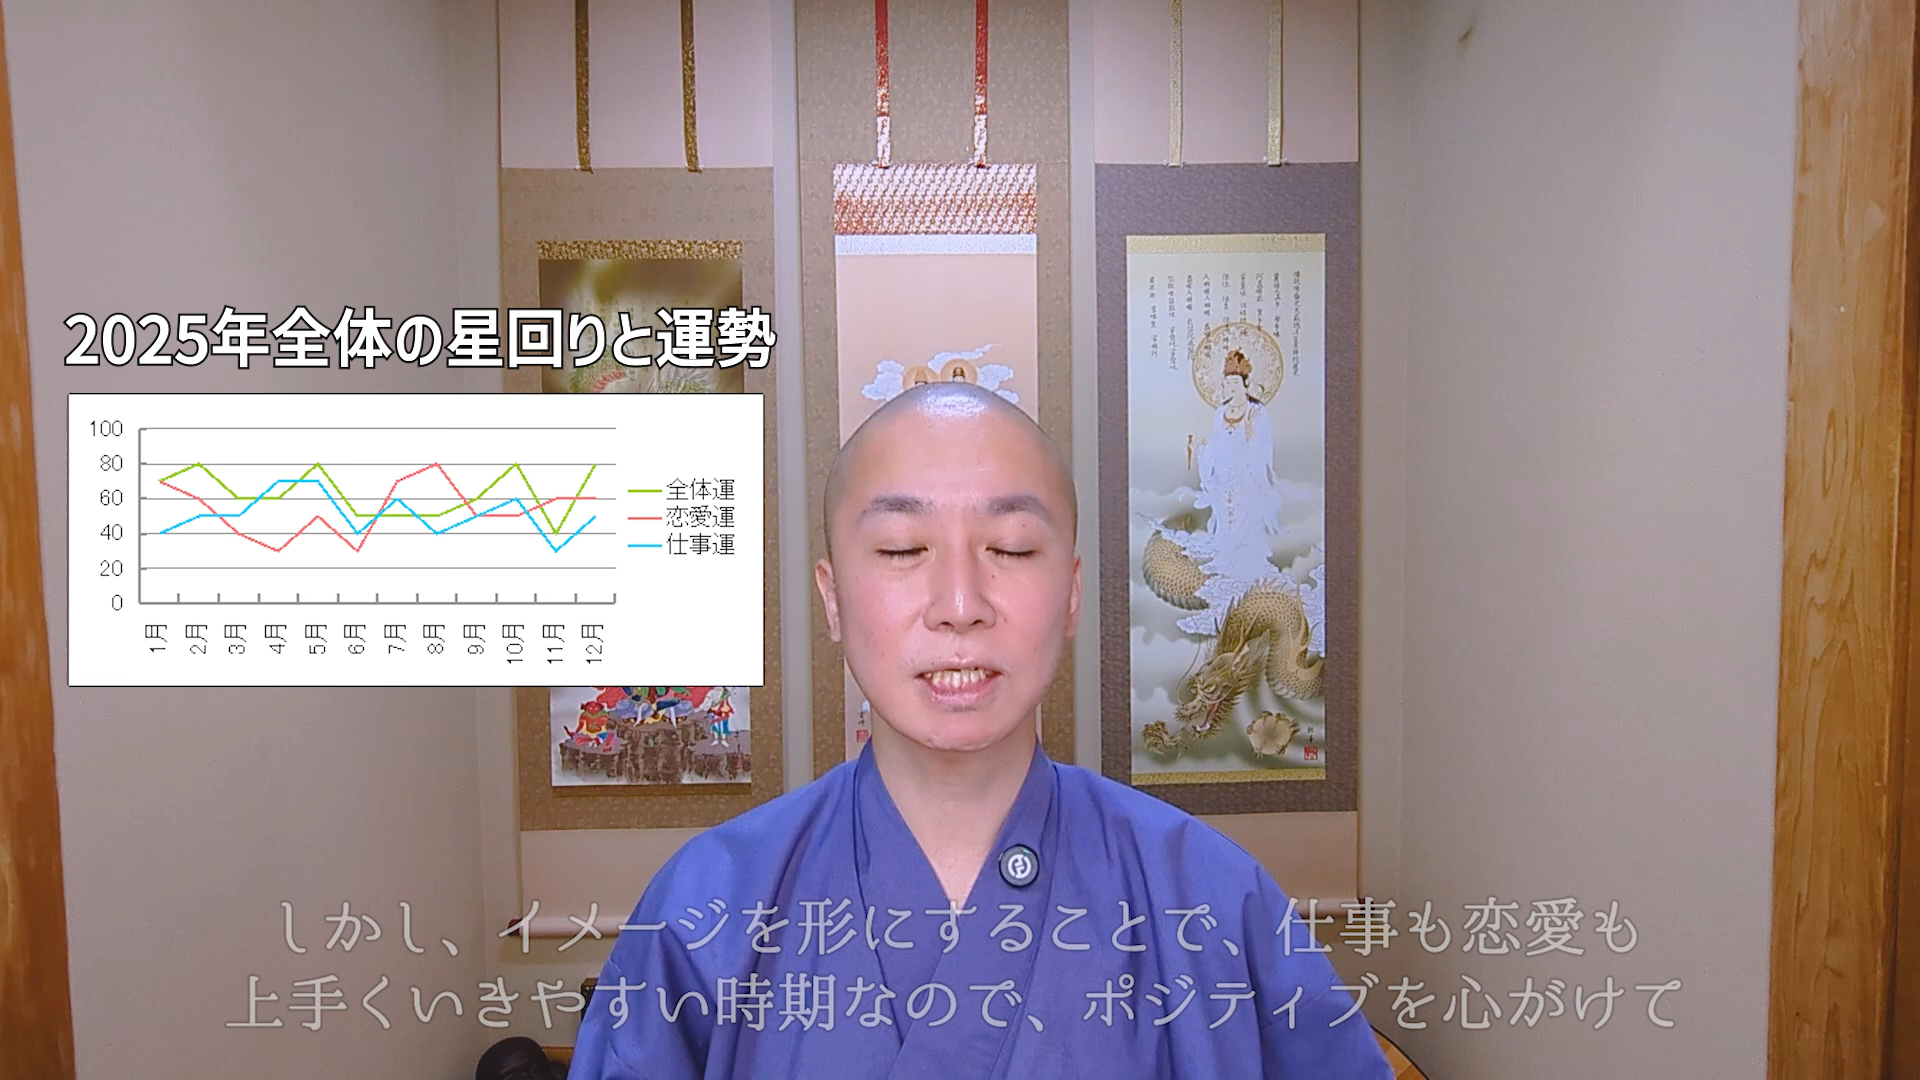 2025年全体の星回りと運勢
100
80
60
40
20
0
1月
2月
3月
4月
5月
6月
7月
8月
9月
10月
11月
12月
全体運
恋愛運
仕事運
しかし、イメージを形にすることで、仕事も恋愛も
上手くいきやすい時期なので、ポジティブを心がけて